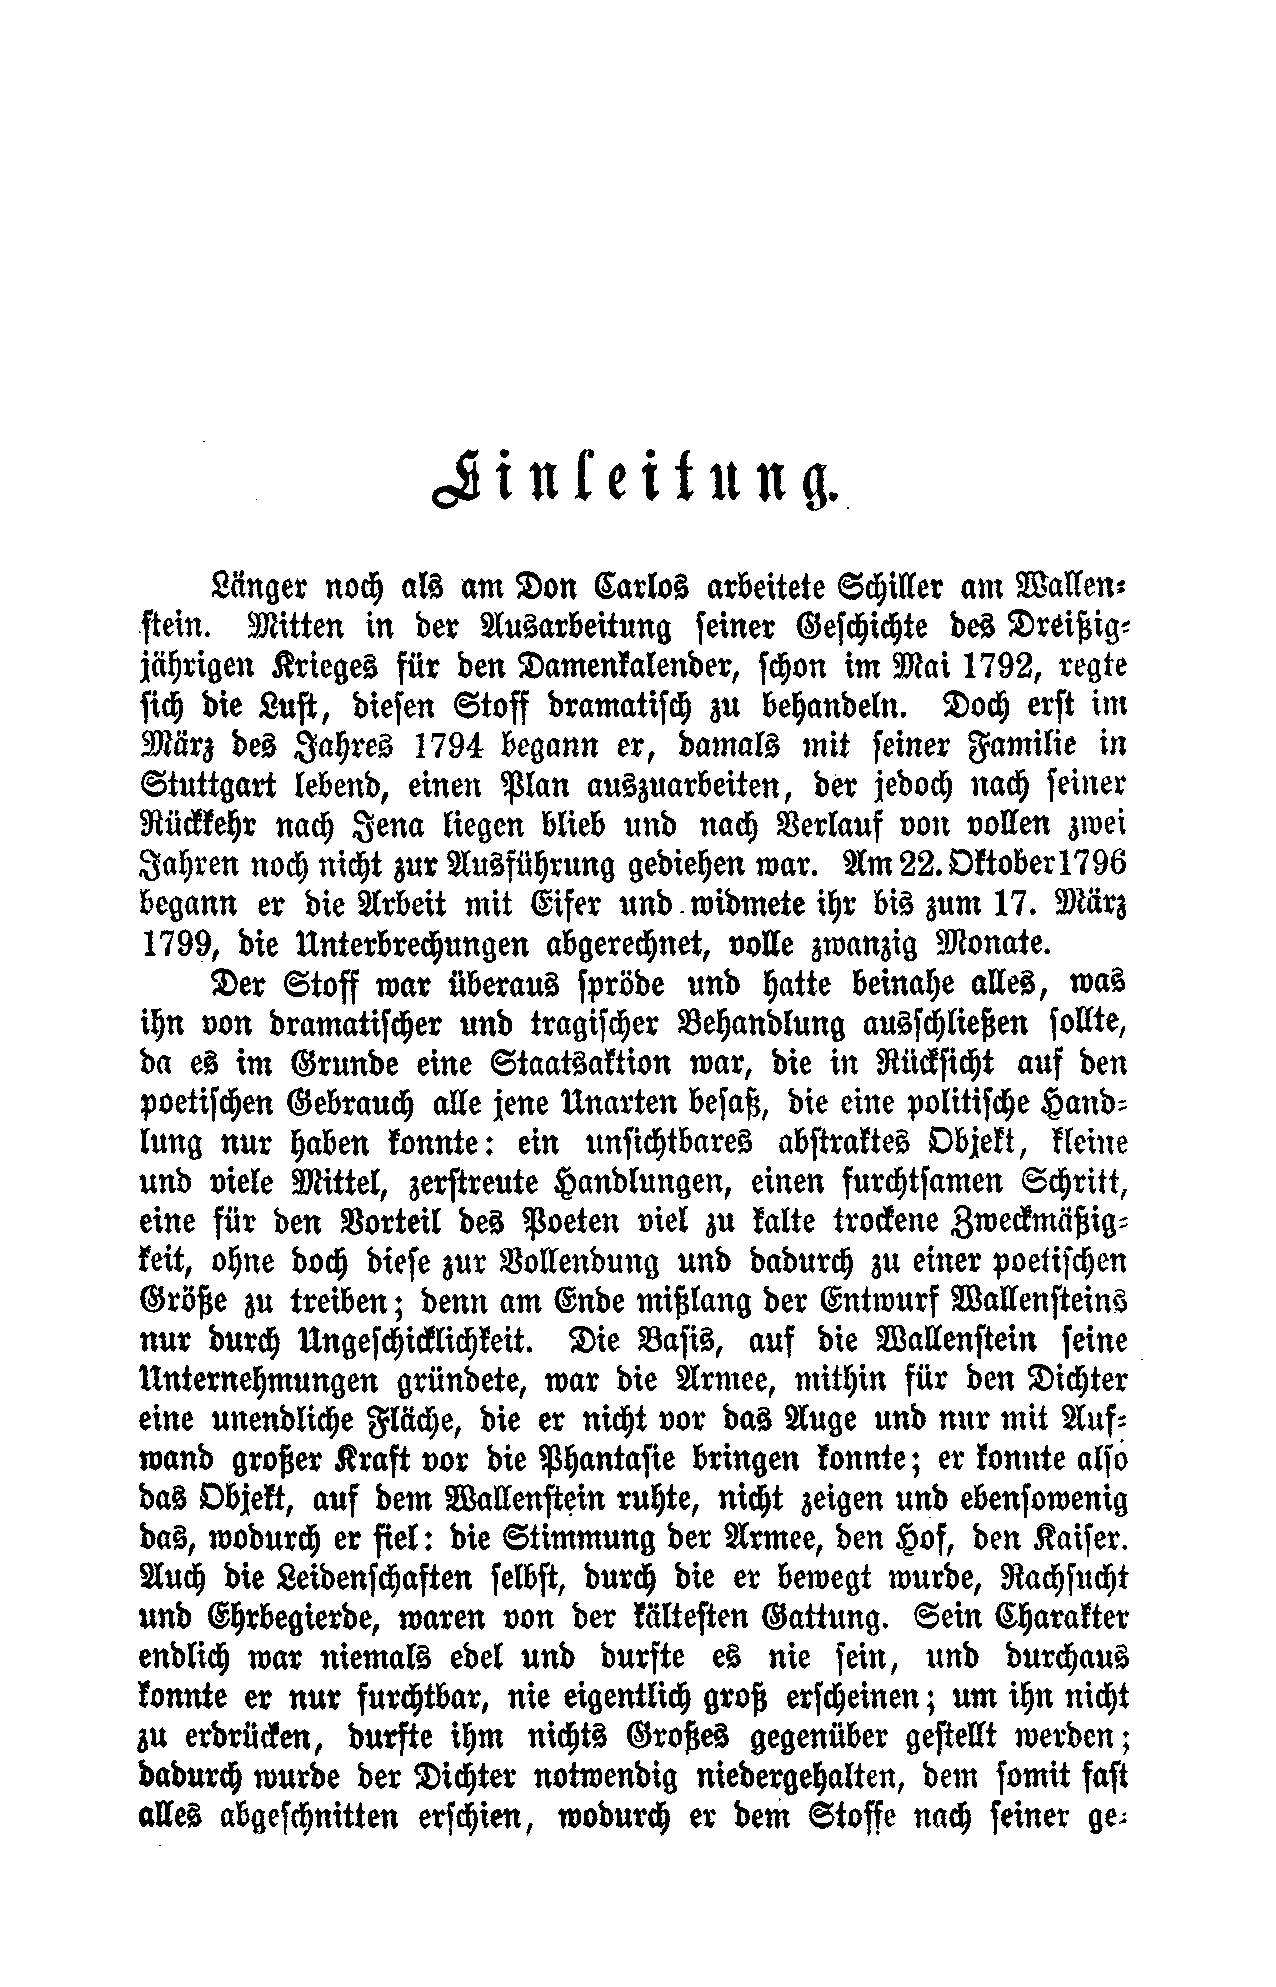 Einleitung.
Länger noch als am Don Carlos arbeitete Schiller am Wallen-
stein. Mitten in der Ausarbeitung seiner Geschichte des Dreißig-
jährigen Krieges für den Damenkalender, schon im Mai 1792, regte
sich die Lust, diesen Stoff dramatisch zu behandeln. Doch erst im
März des Jahres 1794 begann er, damals mit seiner Familie in
Stuttgart lebend, einen Plan auszuarbeiten, der jedoch nach seiner
Rückkehr nach Jena liegen blieb und nach Verlauf von vollen zwei
Jahren noch nicht zur Ausführung gediehen war. Am 22. Oktober 1796
begann er die Arbeit mit Eifer und widmete ihr bis zum 17. März
1799, die Unterbrechungen abgerechnet, volle zwanzig Monate.
Der Stoff war überaus spröde und hatte beinahe alles, was
ihn von dramatischer und tragischer Behandlung ausschließen sollte,
da es im Grunde eine Staatsaktion war, die in Rücksicht auf den
poetischen Gebrauch alle jene Unarten besaß, die eine politische Hand-
lung nur haben konnte: ein unsichtbares abstraktes Objekt, kleine
und viele Mittel, zerstreute Handlungen, einen furchtsamen Schritt,
eine für den Vorteil des Poeten viel zu kalte trockene Zweckmäßig-
keit, ohne doch diese zur Vollendung und dadurch zu einer poetischen
Größe zu treiben; denn am Ende mißlang der Entwurf Wallensteins
nur durch Ungeschicklichkeit. Die Basis, auf die Wallenstein seine
Unternehmungen gründete, war die Armee, mithin für den Dichter
eine unendliche Fläche, die er nicht vor das Auge und nur mit Auf-
wand großer Kraft vor die Phantasie bringen konnte; er konnte also
das Objekt, auf dem Wallenstein ruhte, nicht zeigen und ebensowenig
das, wodurch er fiel: die Stimmung der Armee, den Hof, den Kaiser.
Auch die Leidenschaften selbst, durch die er bewegt wurde, Rachsucht
und Ehrbegierde, waren von der kältesten Gattung. Sein Charakter
endlich war niemals edel und durfte es nie sein, und durchaus
konnte er nur furchtbar, nie eigentlich groß erscheinen; um ihn nicht
zu erdrücken, durfte ihm nichts Großes gegenüber gestellt werden;
dadurch wurde der Dichter notwendig niedergehalten, dem somit fast
alles abgeschnitten erschien, wodurch er dem Stoffe nach seiner ge-